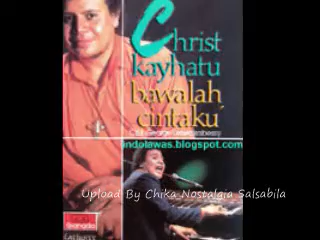 Christ
kayhatu
bawalah
cintaku
indolawas.blogspot.com
Upload By Chika Nostalgia Salsabila